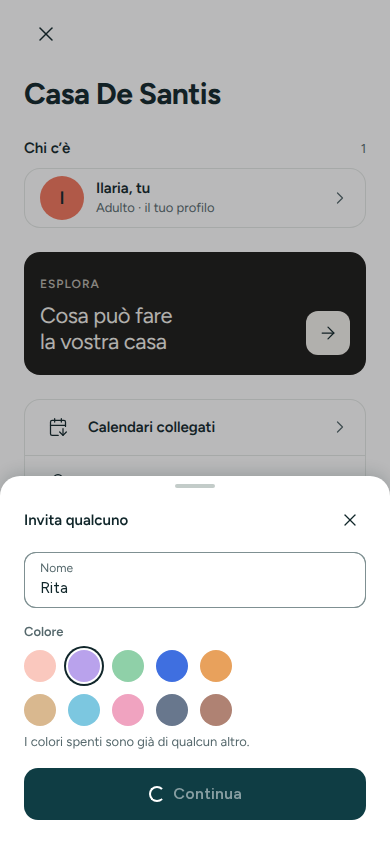 Casa De Santis
Chi c'è
1
I
Ilaria, tu
Adulto · il tuo profilo
ESPLORA
Cosa può fare
la vostra casa
Calendari collegati
Invita qualcuno
Nome
Rita
Colore
I colori spenti sono già di qualcun altro.
Continua